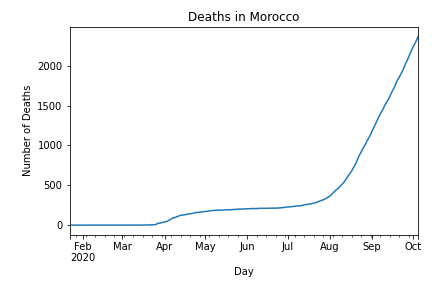 Deaths in Morocco
Number of Deaths
2000
1500
1000
500
0
Feb Mar Apr May Jun Jul Aug Sep Oct
2020
Day